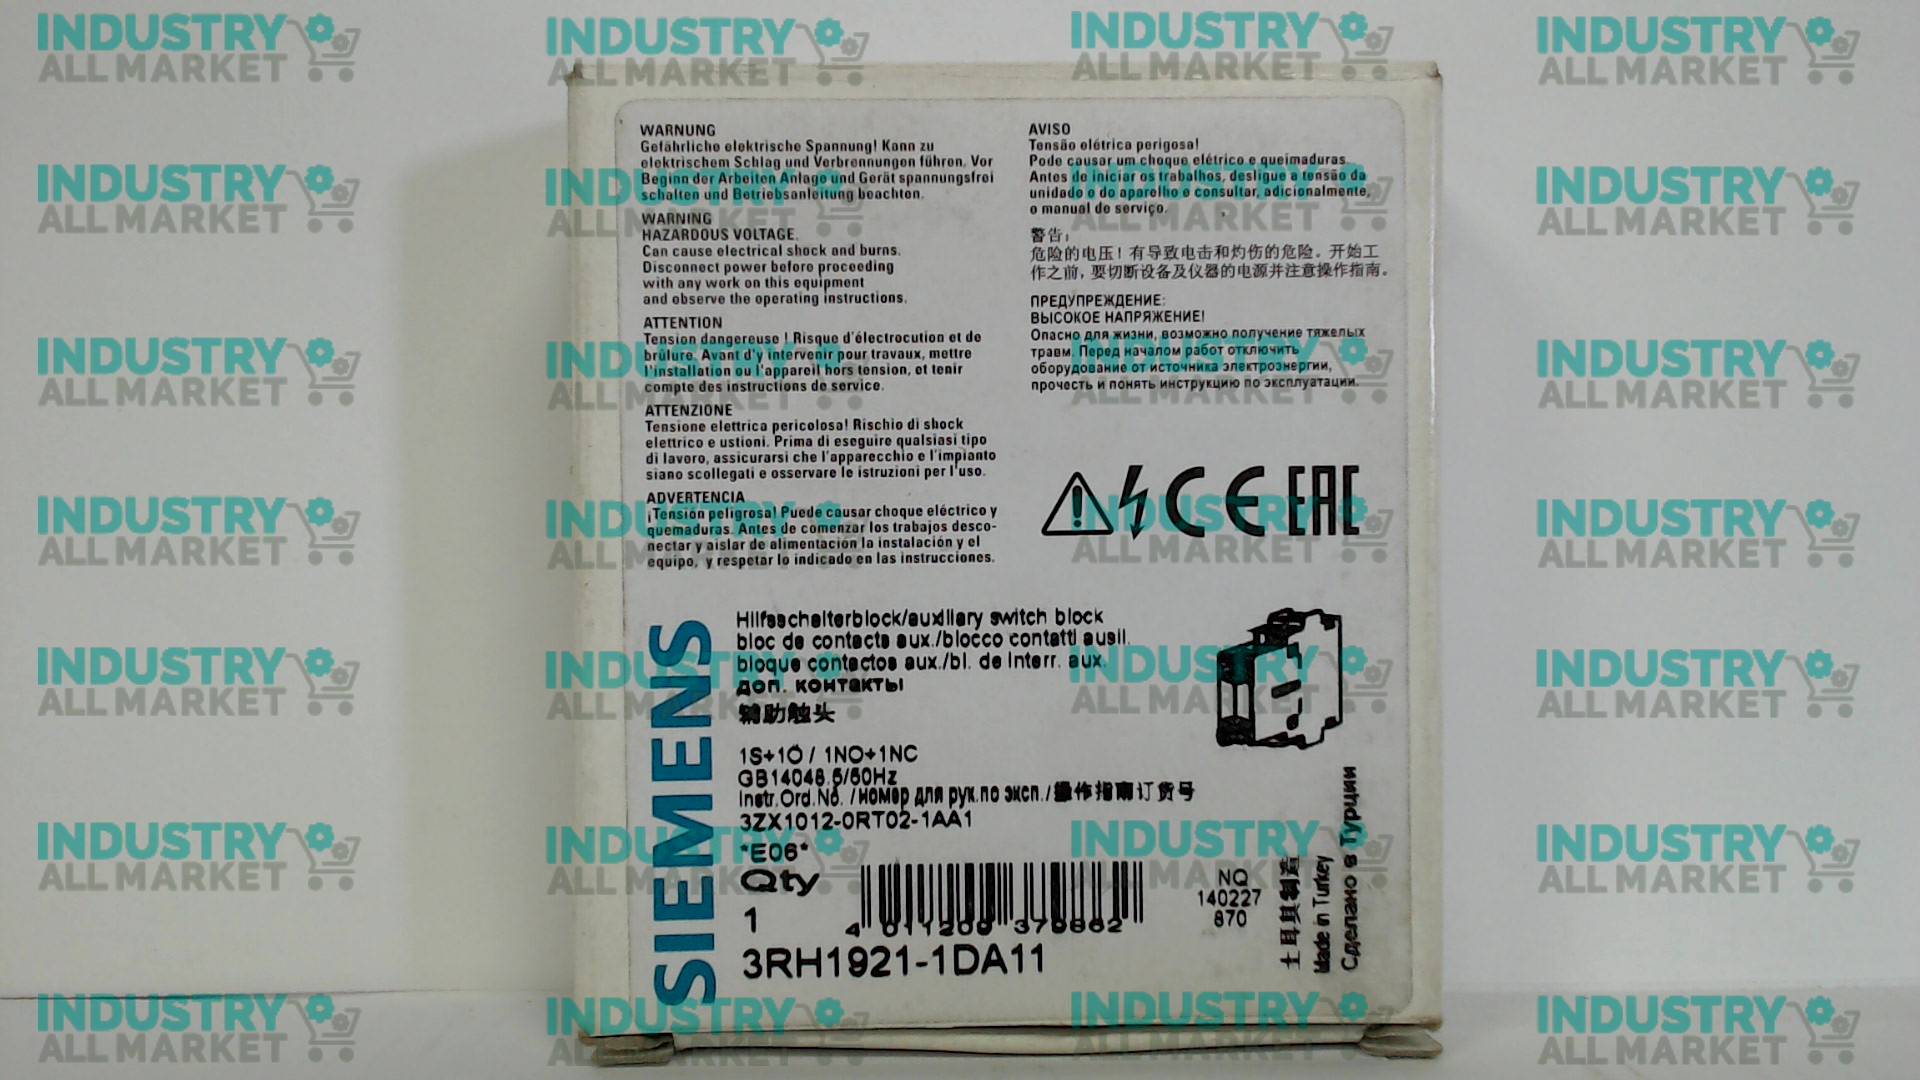 WARNUNG
Gefährliche elektrische Spannung! Kann zu
elektrischem Schlag und Verbrennungen führen. Vor
Beginn der Arbeiten Anlage und Gerät spannungsfrei
schalten und Betriebsanleitung beachten.
WARNING
HAZARDOUS VOLTAGE.
Can cause electrical shock and burns.
Disconnect power before proceeding
with any work on this equipment
and observe the operating instructions.
ATTENTION
Tension dangereuse ! Risque d'électrocution et de
brûlure. Avant d'y intervenir pour travaux, mettre
l'installation ou l'appareil hors tension, et tenir
compte des instructions de service.
ATTENZIONE
Tensione elettrica pericolosa! Rischio di shock
elettrico e ustioni. Prima di eseguire qualsiasi tipo
di lavoro, assicurarsi che l'apparecchio e l'impianto
siano scollegati e osservare le istruzioni per l'uso.
ADVERTENCIA
¡Tensión peligrosa! Puede causar choque eléctrico y
quemaduras. Antes de comenzar los trabajos desco-
nectar y aislar de alimentación la instalación y el
equipo, y respetar lo indicado en las instrucciones.
AVISO
Tensão elétrica perigosa!
Pode causar um choque elétrico e queimaduras.
Antes de iniciar os trabalhos, desligue a tensão da
unidade e do aparelho e consultar, adicionalmente,
o manual de serviço.
警告：
危险的电压！有导致电击和灼伤的危险。开始工
作之前，要切断设备及仪器的电源并注意操作指南。
ПРЕДУПРЕЖДЕНИЕ:
ВЫСОКОЕ НАПРЯЖЕНИЕ!
Опасно для жизни, возможно получение тяжелых
травм. Перед началом работ отключить
оборудование от источника электроэнергии,
прочесть и понять инструкцию по эксплуатации.
CE EAC
SIEMENS
Hilfsschalterblock/auxiliary switch block
bloc de contacts aux./blocco contatti ausil.
bloque contactos aux./bl. de interr. aux.
доп. контакты
辅助触头
1S+1Ö / 1NO+1NC
GB14048.5/50Hz
Instr.Ord.No. /номер для рук.по эксп./操作指南订货号
3ZX1012-0RT02-1AA1
*E06*
Qty
1
4 011209 375862
3RH1921-1DA11
NQ
140227
870
土耳其制造
Made in Turkey
Сделано в Турции
INDUSTRY
ALL MARKET